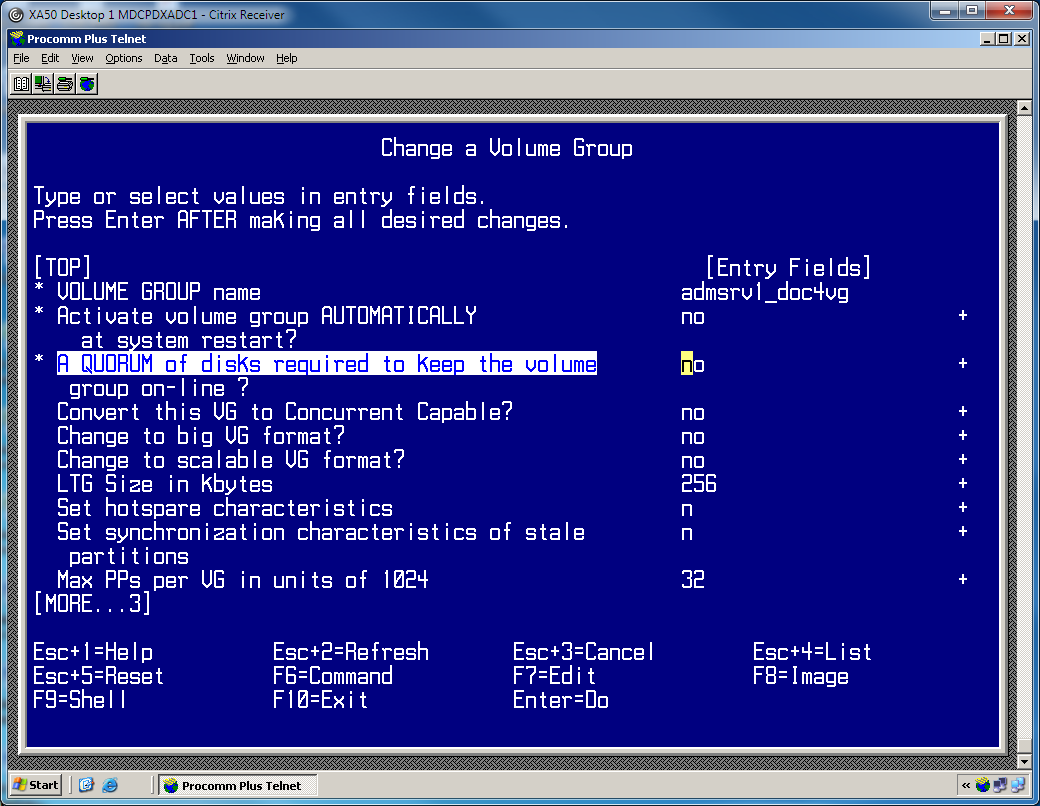 XA50 Desktop 1 MDCPDXADC1 - Citrix Receiver
Procomm Plus Telnet
File Edit View Options Data Tools Window Help
Change a Volume Group
Type or select values in entry fields.
Press Enter AFTER making all desired changes.
[TOP] [Entry Fields]
* VOLUME GROUP name admsrv1_doc4vg
* Activate volume group AUTOMATICALLY no +
at system restart?
* A QUORUM of disks required to keep the volume no +
group on-line ?
Convert this VG to Concurrent Capable? no +
Change to big VG format? no +
Change to scalable VG format? no +
LTG Size in Kbytes 256 +
Set hotspare characteristics n +
Set synchronization characteristics of stale n +
partitions
Max PPs per VG in units of 1024 32 +
[MORE...3]
Esc+1=Help Esc+2=Refresh Esc+3=Cancel Esc+4=List
Esc+5=Reset F6=Command F7=Edit F8=Image
F9=Shell F10=Exit Enter=Do
Start Procomm Plus Telnet «